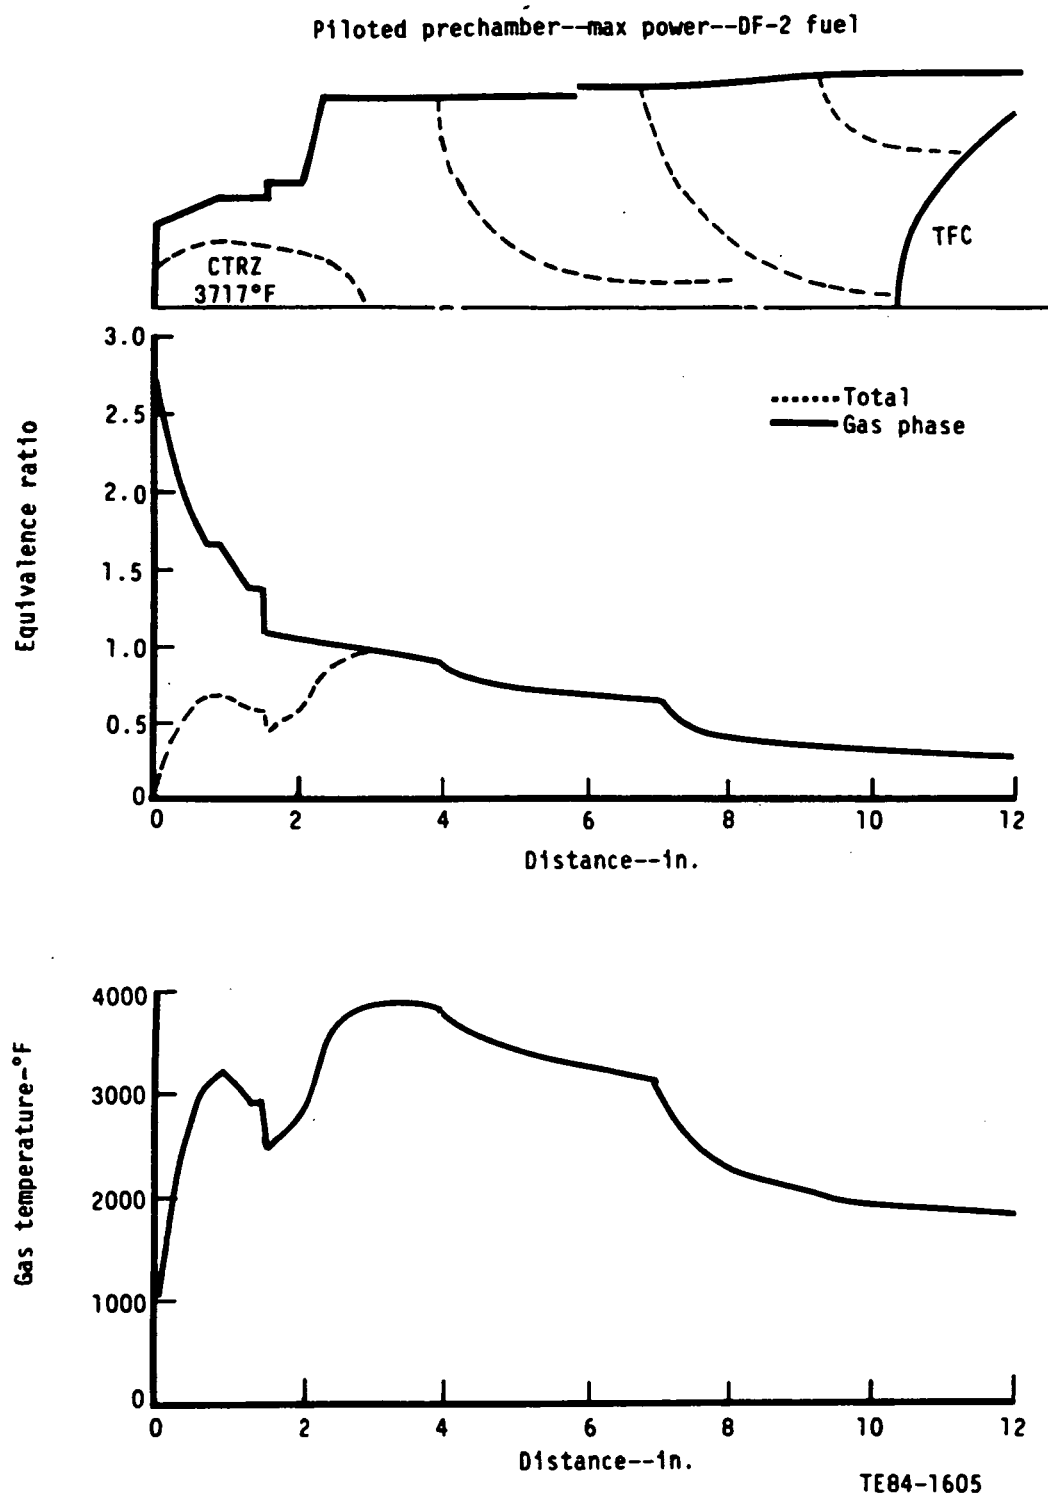 Piloted prechamber--max power--DF-2 fuel
CTRZ
3717°F
TFC
3.0
2.5
2.0
1.5
1.0
0.5
0
Equivalence ratio
Total
Gas phase
0 2 4 6 8 10 12
Distance--in.
4000
3000
2000
1000
0
Gas temperature-°F
0 2 4 6 8 10 12
Distance--in.
TE84-1605